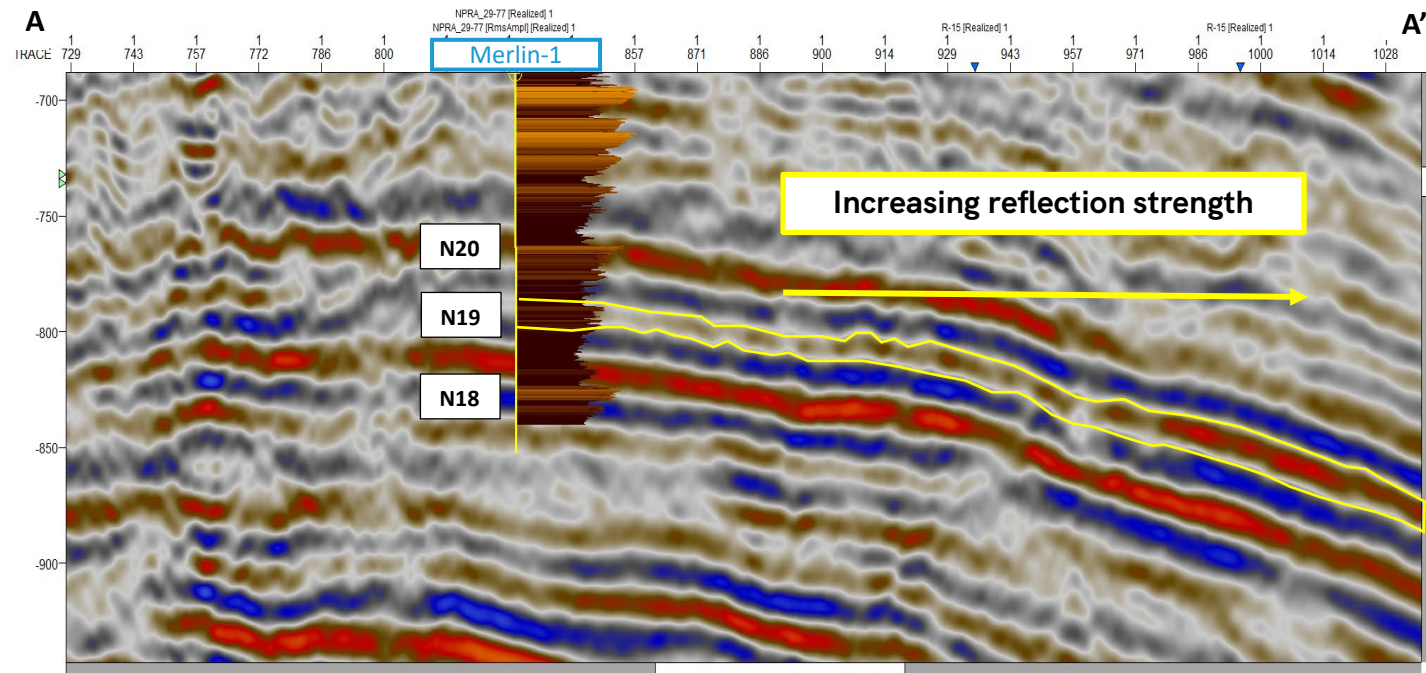 A
NPRA_29-77 [Realized] 1
NPRA_29-77 [RmsAmpl] [Realized] 1
R-15 [Realized] 1
R-15 [Realized] 1
A'
1 1 1 1 1 1 1 1 1 1 1 1 1 1 1 1 1 1 1
TRACE 729 743 757 772 786 800 857 871 886 900 914 929 943 957 971 986 1000 1014 1028
Merlin-1
-700
Increasing reflection strength
-750
N20
N19
-800
N18
-850
-900